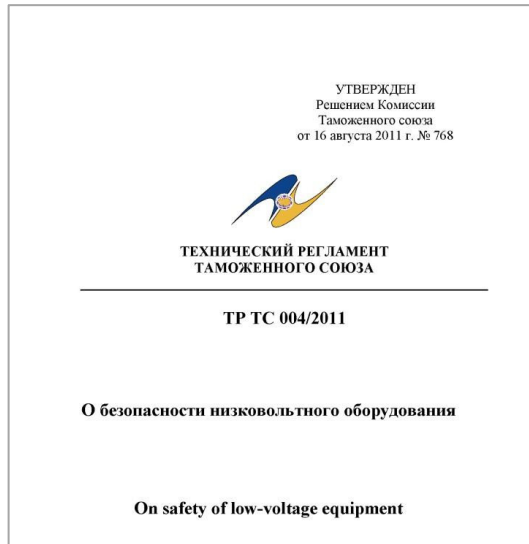 УТВЕРЖДЕН
Решением Комиссии
Таможенного союза
от 16 августа 2011 г. № 768
ТЕХНИЧЕСКИЙ РЕГЛАМЕНТ
ТАМОЖЕННОГО СОЮЗА
ТР ТС 004/2011
О безопасности низковольтного оборудования
On safety of low-voltage equipment